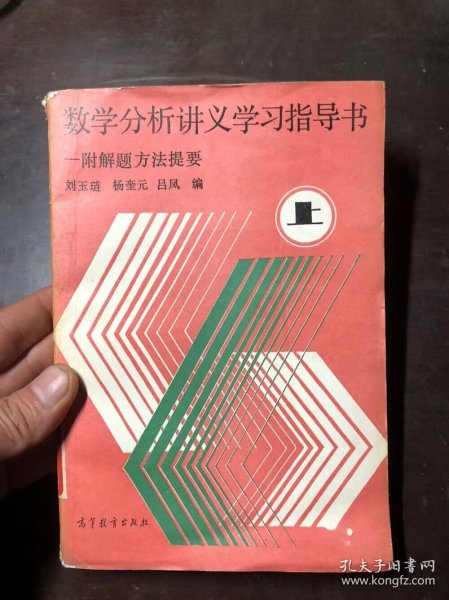 数学分析讲义学习指导书
—附解题方法提要
刘玉琏 杨奎元 吕凤 编
上
高等教育出版社
孔夫子旧书网
www.kongfz.com